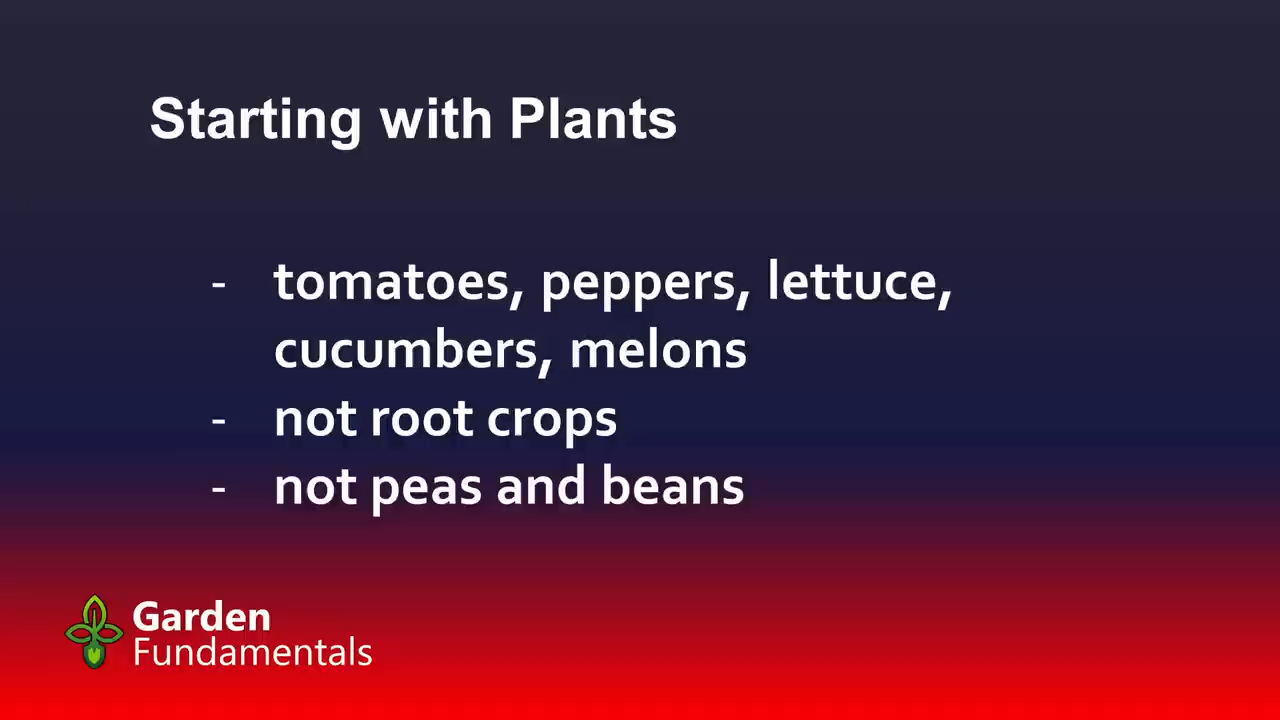 Starting with Plants
- tomatoes, peppers, lettuce,
cucumbers, melons
- not root crops
- not peas and beans
Garden
Fundamentals